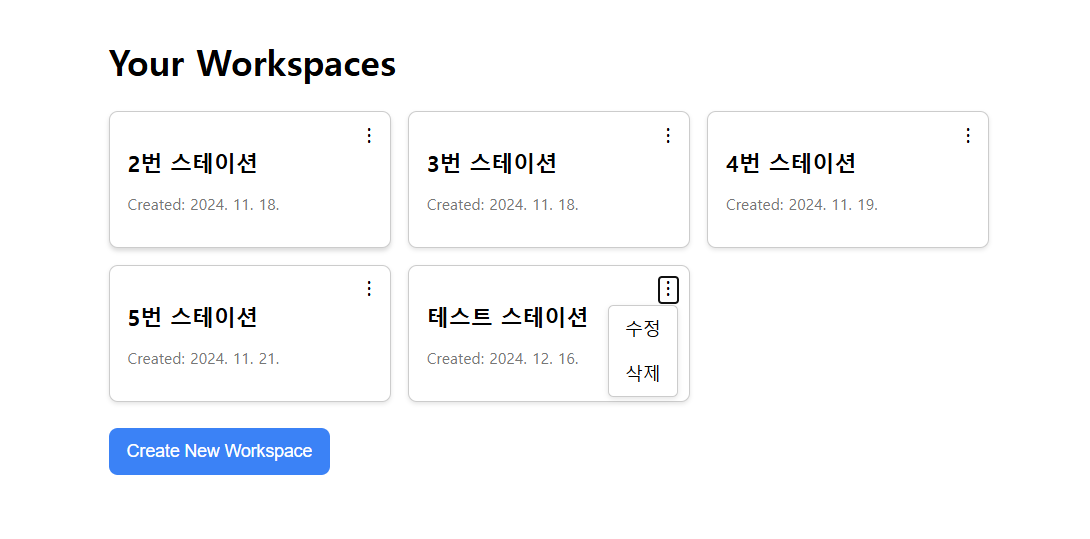 Your Workspaces
⋮
2번 스테이션
Created: 2024. 11. 18.
⋮
3번 스테이션
Created: 2024. 11. 18.
⋮
4번 스테이션
Created: 2024. 11. 19.
⋮
5번 스테이션
Created: 2024. 11. 21.
⋮
테스트 스테이션
Created: 2024. 12. 16.
수정
삭제
Create New Workspace